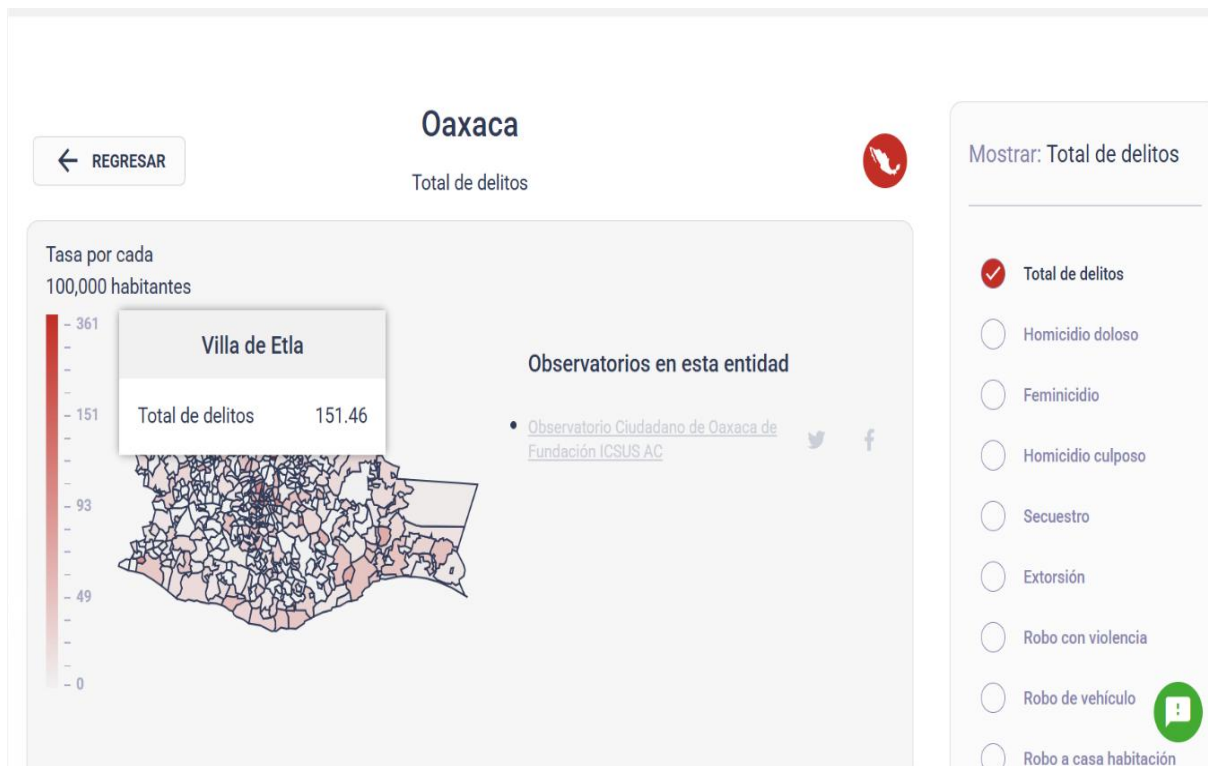 Oaxaca
← REGRESAR
Total de delitos
Tasa por cada
100,000 habitantes
– 361
– 151
– 93
– 49
– 0
Villa de Etla
Total de delitos 151.46
Observatorios en esta entidad
• Observatorio Ciudadano de Oaxaca de
Fundación ICSUS AC
Mostrar: Total de delitos
Total de delitos
Homicidio doloso
Feminicidio
Homicidio culposo
Secuestro
Extorsión
Robo con violencia
Robo de vehículo
Robo a casa habitación